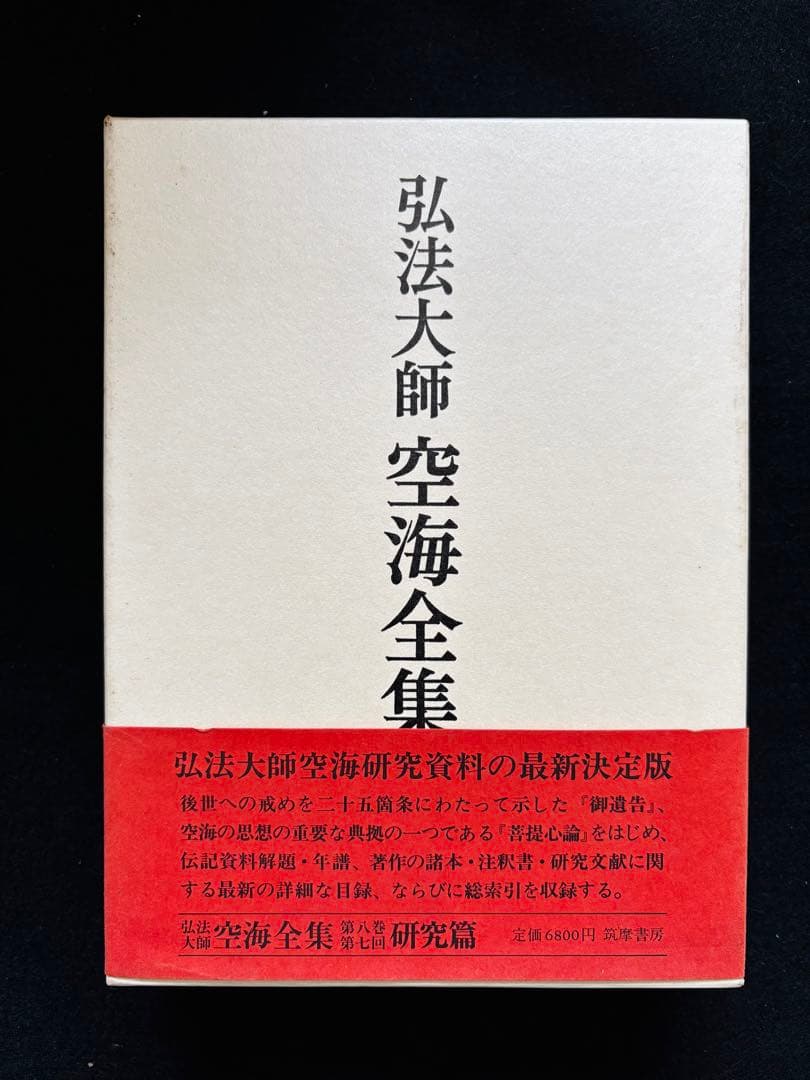 弘法大師 空海全集
弘法大師空海研究資料の最新決定版
後世への戒めを二十五箇条にわたって示した『御遺告』、
空海の思想の重要な典拠の一つである『菩提心論』をはじめ、
伝記資料解題・年譜、著作の諸本・注釈書・研究文献に関
する最新の詳細な目録、ならびに総索引を収録する。
弘法大師 空海全集 第八巻 第七回 研究篇 定価6800円 筑摩書房